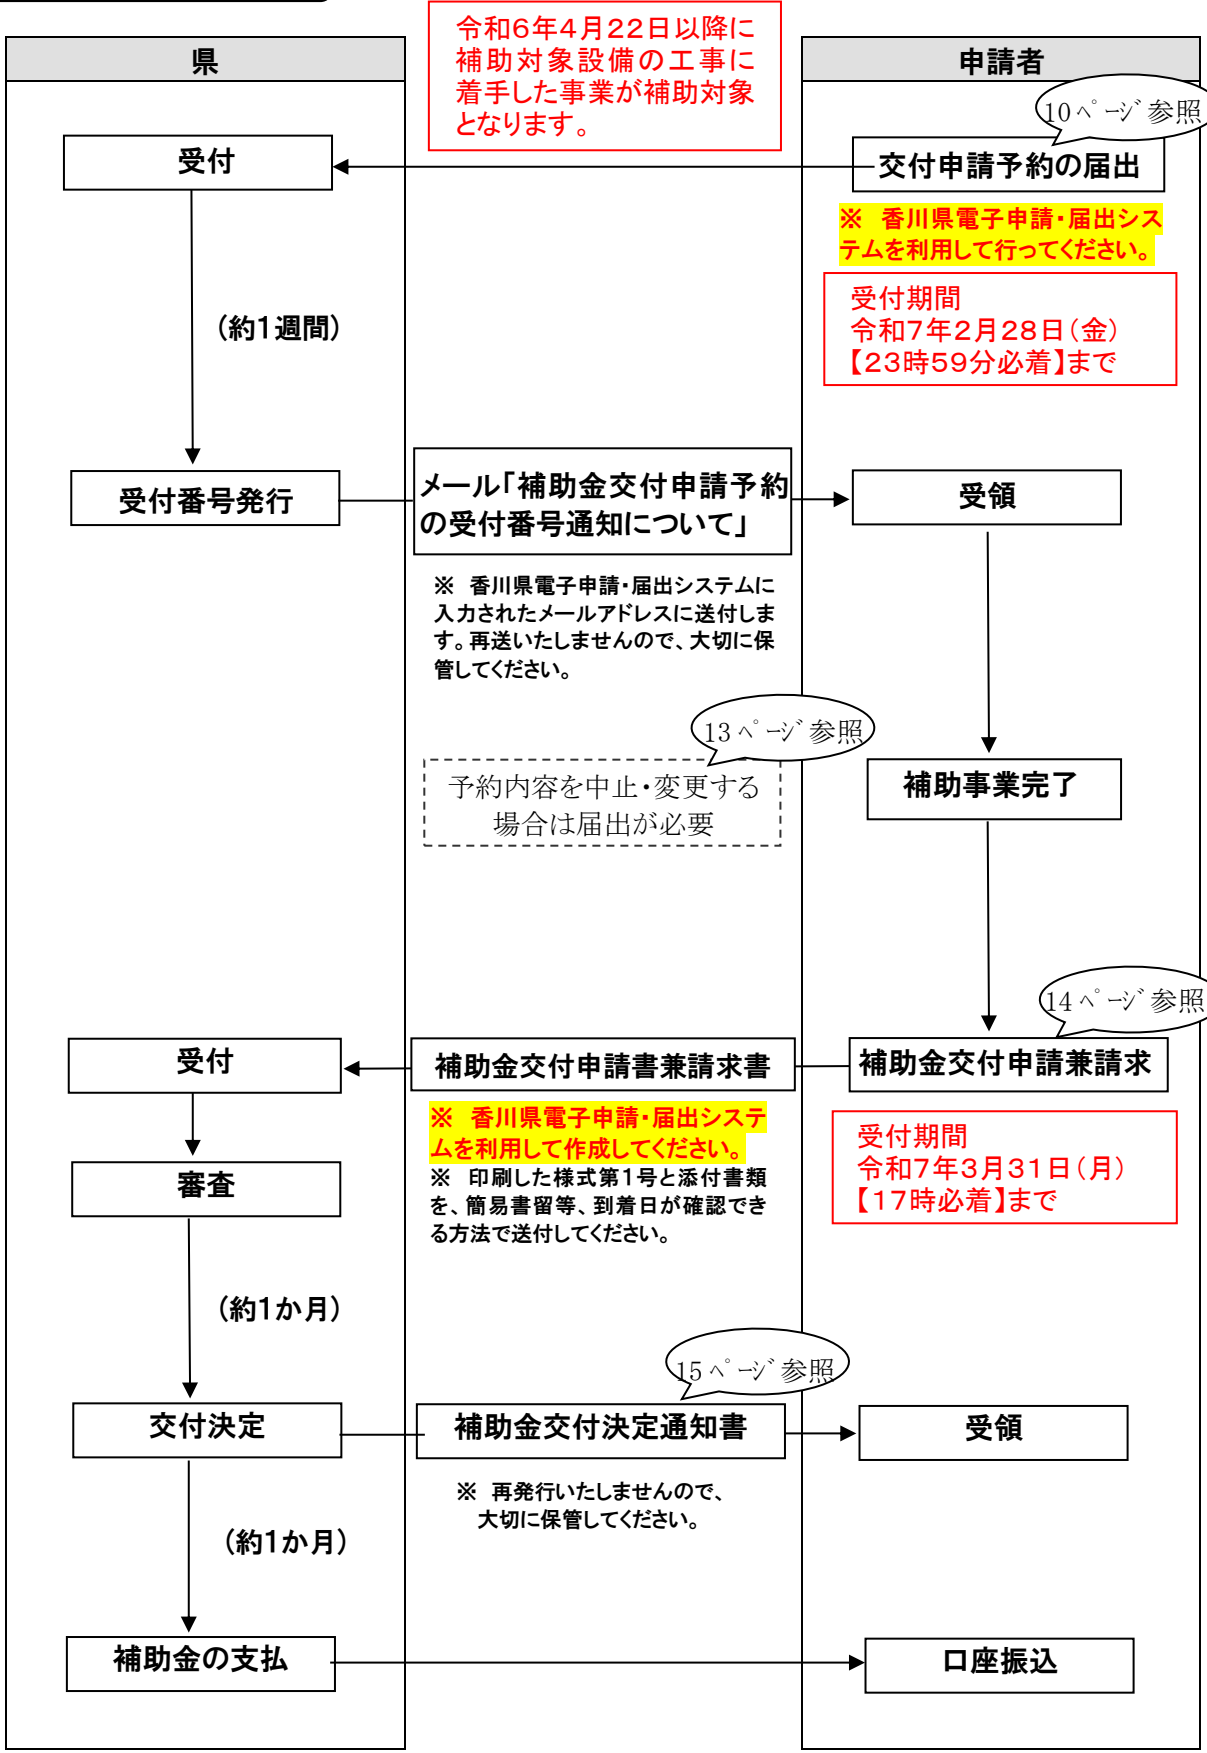 令和6年4月22日以降に
補助対象設備の工事に
着手した事業が補助対象
となります。
県
申請者
10ページ参照
受付
交付申請予約の届出
※　香川県電子申請・届出シス
テムを利用して行ってください。
受付期間
令和7年2月28日(金)
【23時59分必着】まで
(約1週間)
受付番号発行
メール「補助金交付申請予約
の受付番号通知について」
受領
※　香川県電子申請・届出システムに
入力されたメールアドレスに送付しま
す。再送いたしませんので、大切に保
管してください。
13ページ参照
予約内容を中止・変更する
場合は届出が必要
補助事業完了
14ページ参照
受付
補助金交付申請書兼請求書
補助金交付申請兼請求
※　香川県電子申請・届出システ
ムを利用して作成してください。
※　印刷した様式第1号と添付書類
を、簡易書留等、到着日が確認でき
る方法で送付してください。
受付期間
令和7年3月31日(月)
【17時必着】まで
審査
(約1か月)
15ページ参照
交付決定
補助金交付決定通知書
受領
※　再発行いたしませんので、
大切に保管してください。
(約1か月)
補助金の支払
口座振込